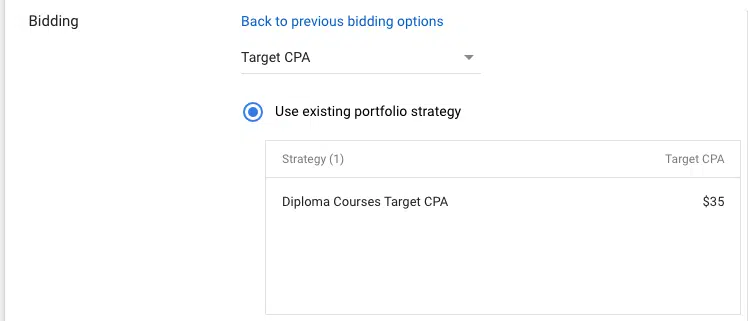 Bidding
Back to previous bidding options
Target CPA
Use existing portfolio strategy
Strategy (1) Target CPA
Diploma Courses Target CPA $35